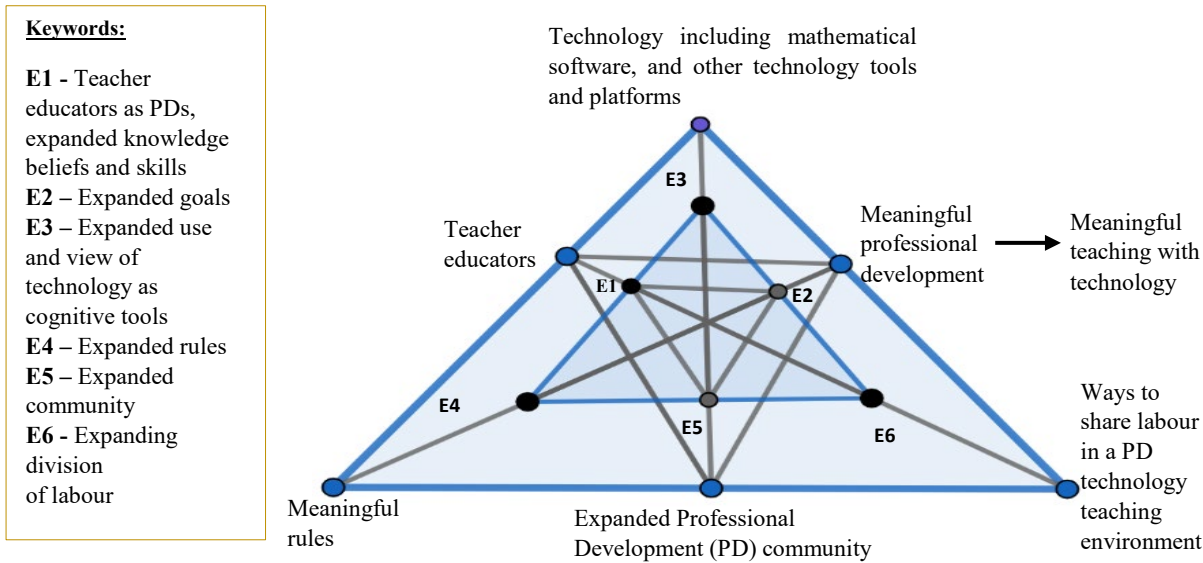 Keywords:
E1 - Teacher
educators as PDs,
expanded knowledge
beliefs and skills
E2 – Expanded goals
E3 – Expanded use
and view of
technology as
cognitive tools
E4 – Expanded rules
E5 – Expanded
community
E6 - Expanding
division
of labour
Technology including mathematical
software, and other technology tools
and platforms
E3
Teacher
educators
Meaningful
professional
development
Meaningful
teaching with
technology
E1
E2
E4
E5
E6
Ways to
share labour
in a PD
technology
teaching
environment
Meaningful
rules
Expanded Professional
Development (PD) community